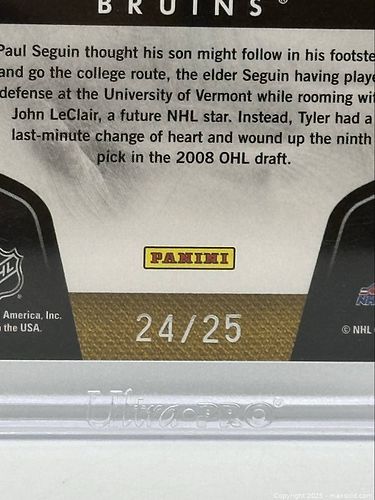 BRUINS®
Paul Seguin thought his son might follow in his footste
and go the college route, the elder Seguin having playe
defense at the University of Vermont while rooming wi
John LeClair, a future NHL star. Instead, Tyler had a
last-minute change of heart and wound up the ninth
pick in the 2008 OHL draft.
PANINI
America, Inc.
the USA.
24/25
© NHL
Ultra·PRO®